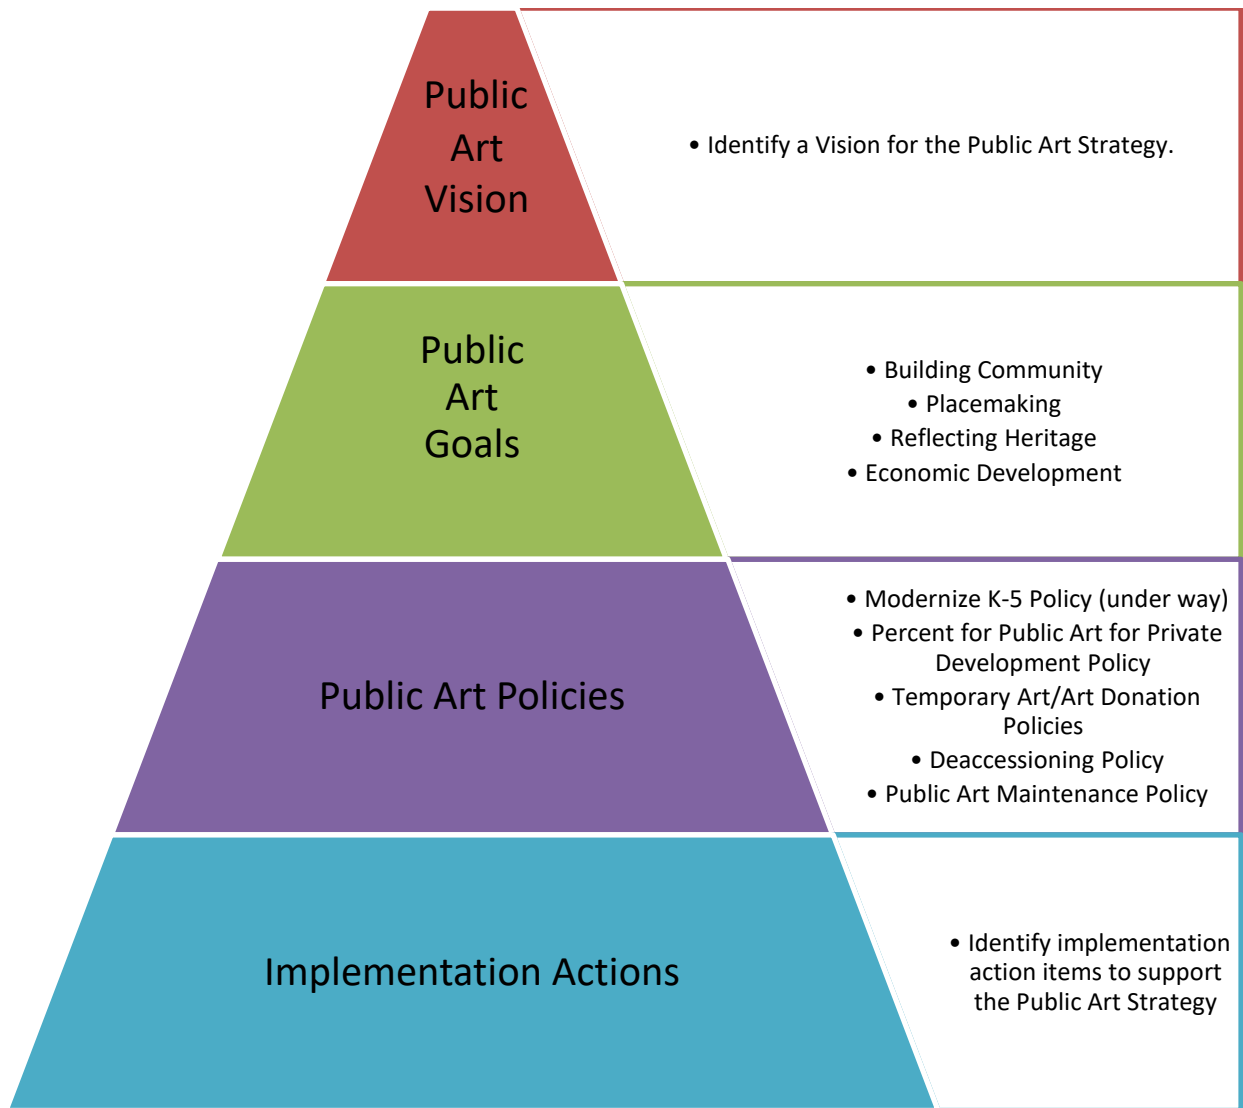 Public
Art
Vision
• Identify a Vision for the Public Art Strategy.
Public
Art
Goals
• Building Community
• Placemaking
• Reflecting Heritage
• Economic Development
Public Art Policies
• Modernize K-5 Policy (under way)
• Percent for Public Art for Private
Development Policy
• Temporary Art/Art Donation
Policies
• Deaccessioning Policy
• Public Art Maintenance Policy
Implementation Actions
• Identify implementation
action items to support
the Public Art Strategy